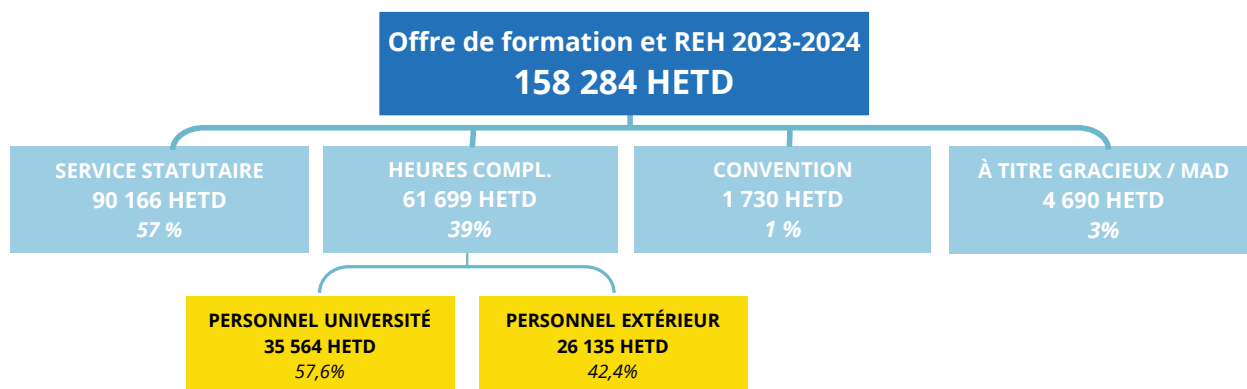 Offre de formation et REH 2023-2024
158 284 HETD
SERVICE STATUTAIRE
90 166 HETD
57 %
HEURES COMPL.
61 699 HETD
39%
CONVENTION
1 730 HETD
1 %
À TITRE GRACIEUX / MAD
4 690 HETD
3%
PERSONNEL UNIVERSITÉ
35 564 HETD
57,6%
PERSONNEL EXTÉRIEUR
26 135 HETD
42,4%